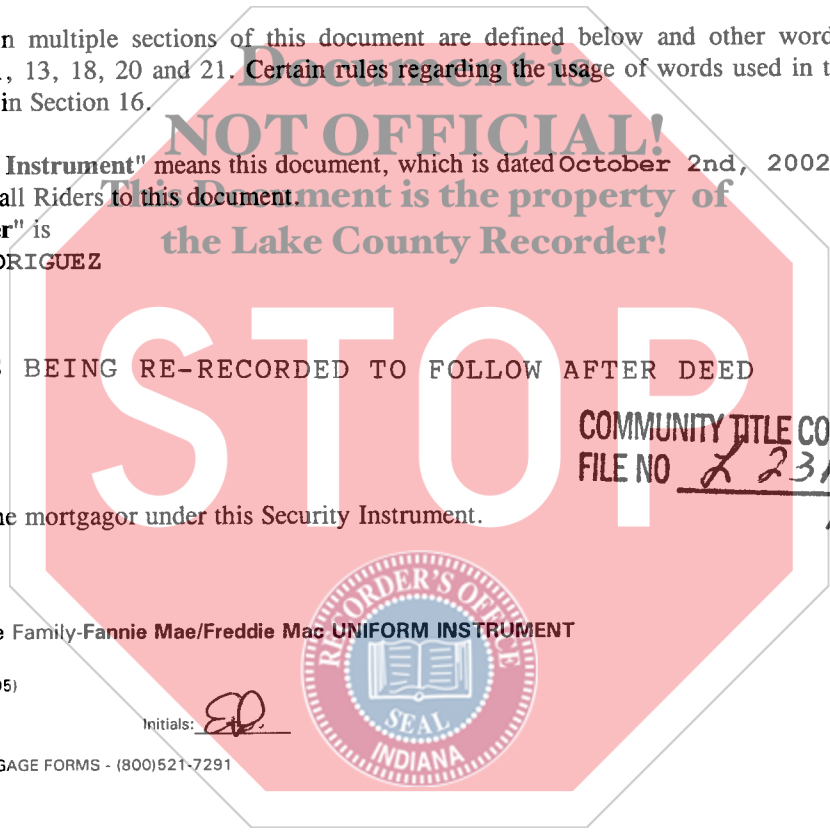 n multiple sections of this document are defined below and other word
, 13, 18, 20 and 21. Certain rules regarding the usage of words used in t
in Section 16.
Document is
NOT OFFICIAL!
This Document is the property of
the Lake County Recorder!
Instrument" means this document, which is dated October 2nd, 2002
all Riders to this document.
r" is
ORIGUEZ
STOP
BEING RE-RECORDED TO FOLLOW AFTER DEED
COMMUNITY TITLE CO
FILE NO L 23
e mortgagor under this Security Instrument.
e Family-Fannie Mae/Freddie Mac UNIFORM INSTRUMENT
05)
Initials:
GAGE FORMS - (800)521-7291
RECORDER'S OFFICE
SEAL
INDIANA